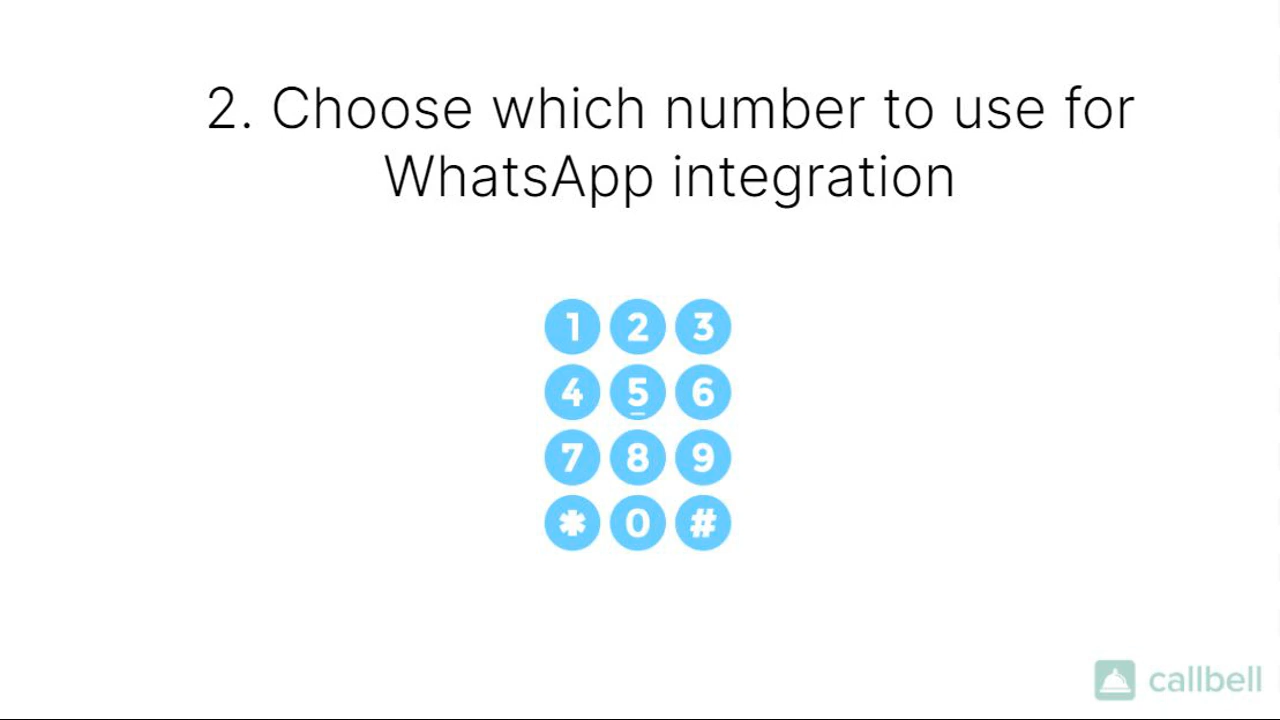 2. Choose which number to use for
WhatsApp integration
1 2 3
4 5 6
7 8 9
* 0 #
callbell